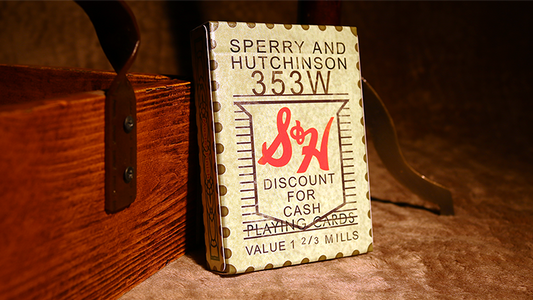 SPERRY AND
HUTCHINSON
353W
S&H
DISCOUNT
FOR
CASH
PLAYING CARDS
VALUE 1 2/3 MILLS